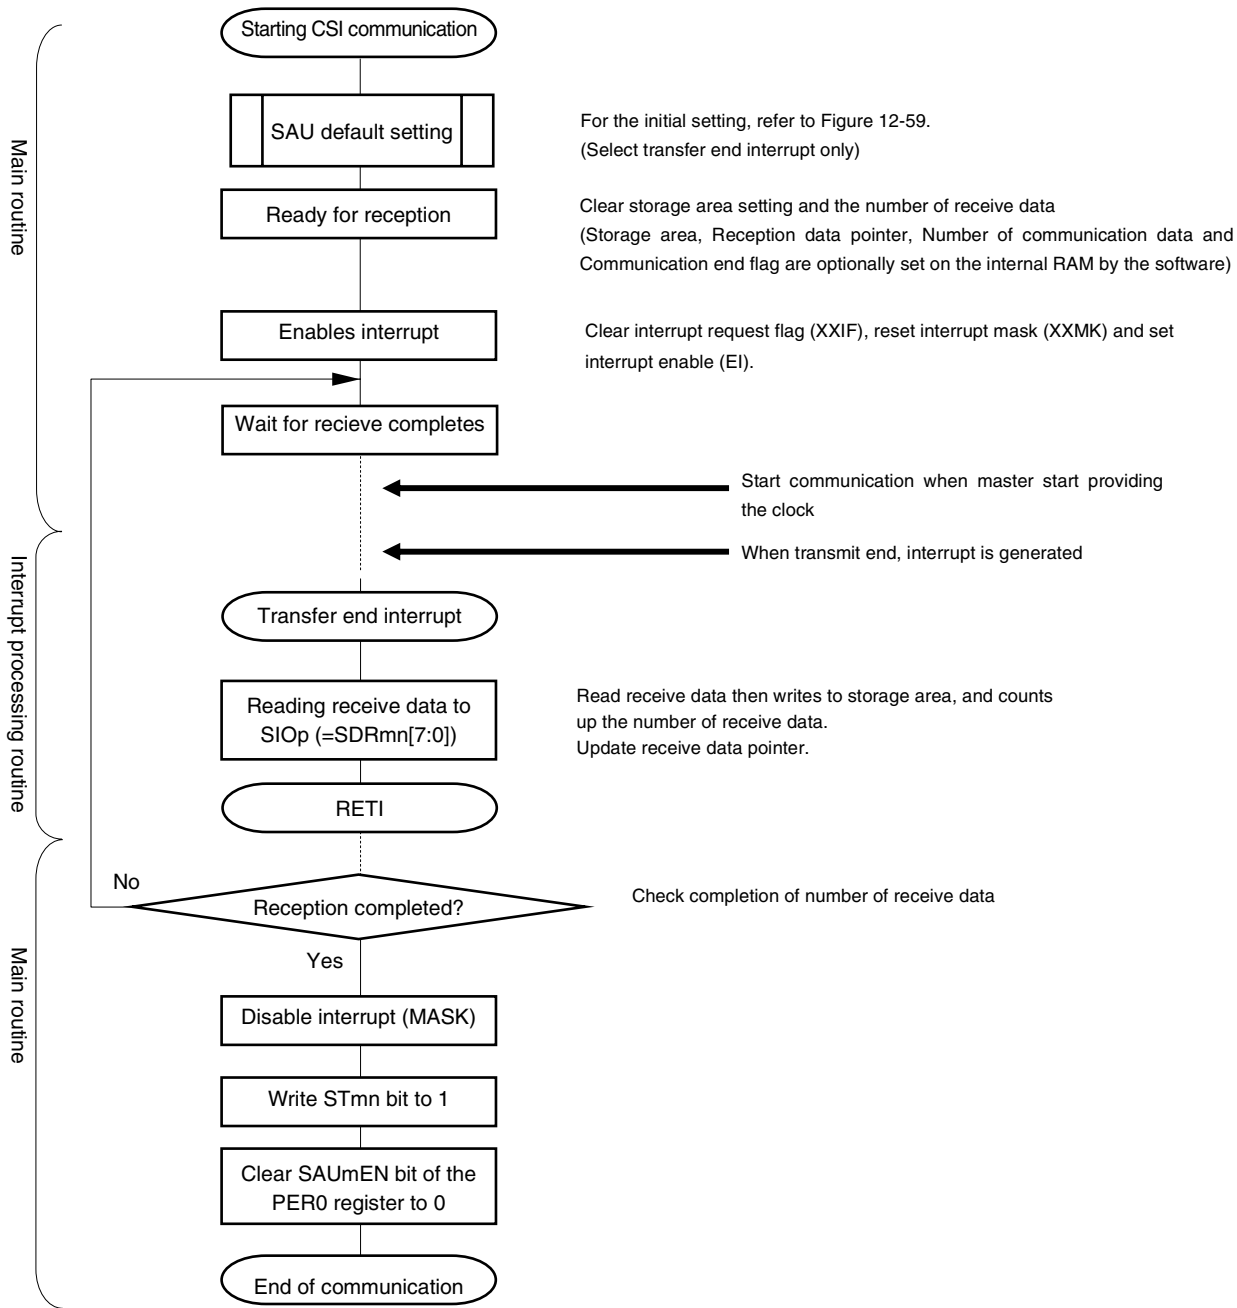 Starting CSI communication
Main routine
SAU default setting
For the initial setting, refer to Figure 12-59.
(Select transfer end interrupt only)
Ready for reception
Clear storage area setting and the number of receive data
(Storage area, Reception data pointer, Number of communication data and
Communication end flag are optionally set on the internal RAM by the software)
Enables interrupt
Clear interrupt request flag (XXIF), reset interrupt mask (XXMK) and set
interrupt enable (EI).
Wait for recieve completes
Start communication when master start providing
the clock
When transmit end, interrupt is generated
Interrupt processing routine
Transfer end interrupt
Reading receive data to
SIOp (=SDRmn[7:0])
Read receive data then writes to storage area, and counts
up the number of receive data.
Update receive data pointer.
RETI
No
Reception completed?
Check completion of number of receive data
Yes
Main routine
Disable interrupt (MASK)
Write STmn bit to 1
Clear SAUmEN bit of the
PER0 register to 0
End of communication